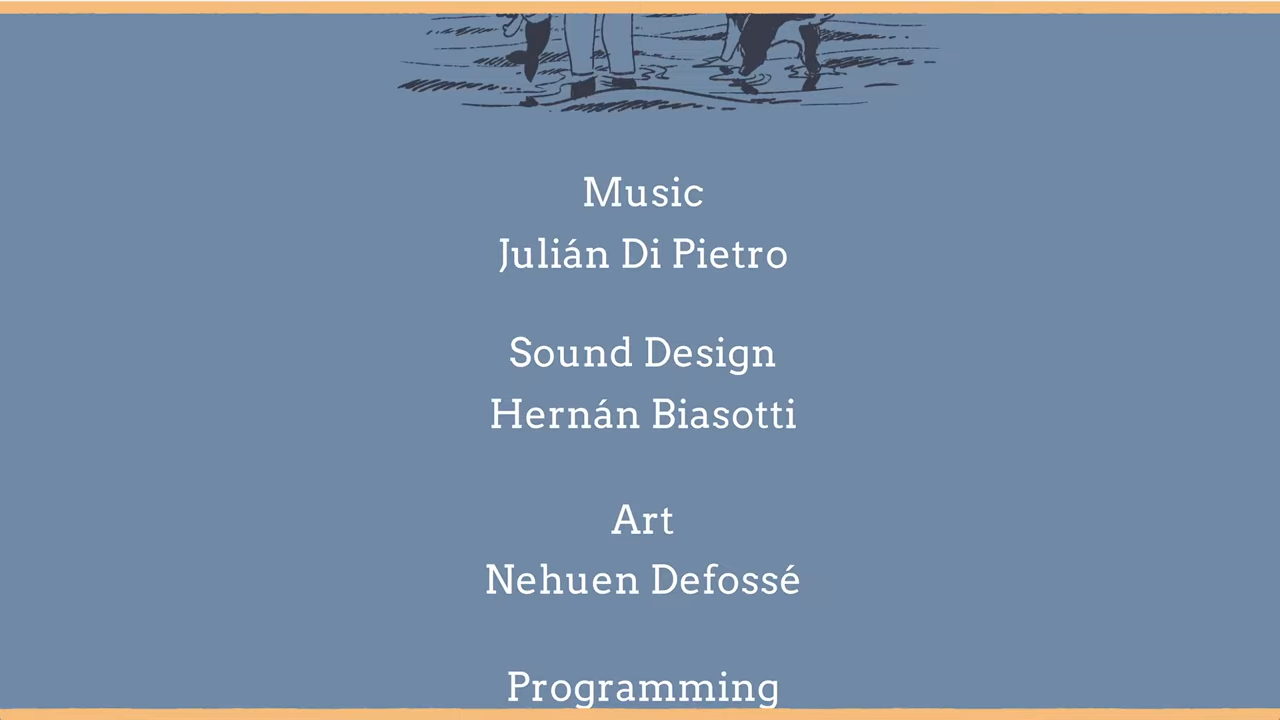 Music
Julián Di Pietro
Sound Design
Hernán Biasotti
Art
Nehuen Defossé
Programming